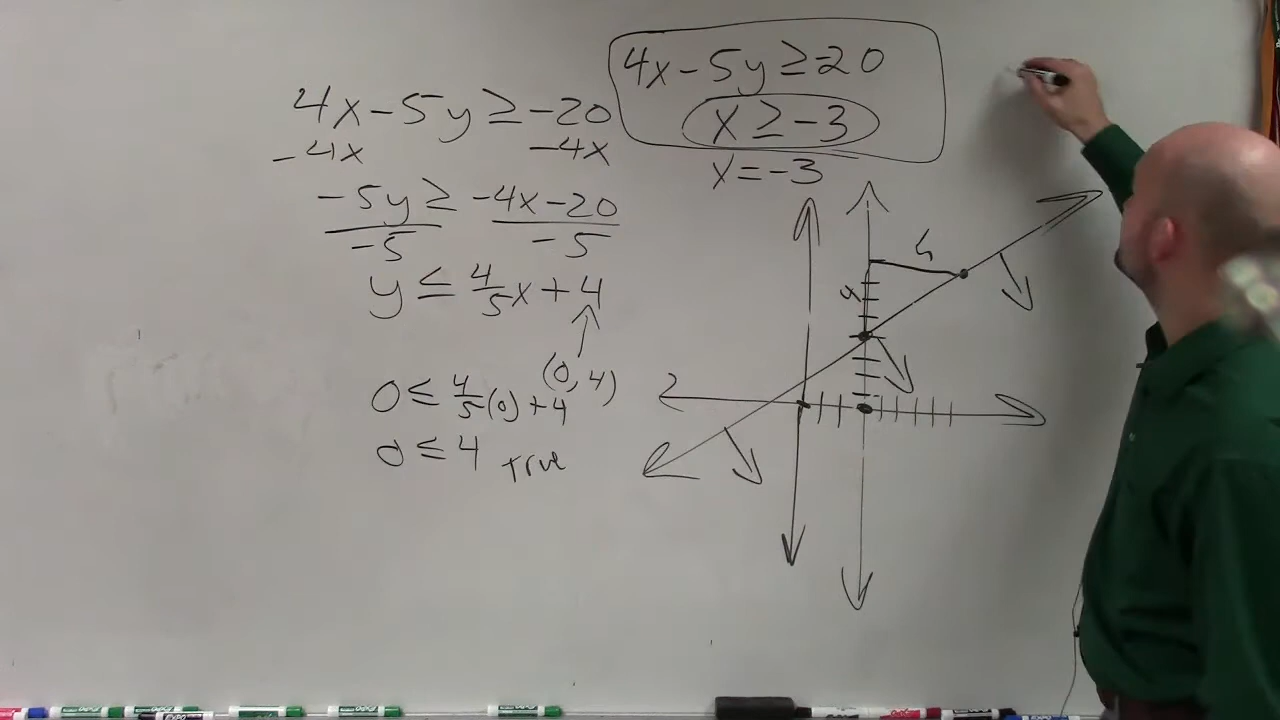 4x-5y≥-20
-4x -4x
-5y≥ -4x-20
-5 -5
y ≤ 4/5x+4
(0,4)
0≤ 4/5(0)+4
0≤4 true
4x-5y≥-20
x≥-3
x=-3
5
4